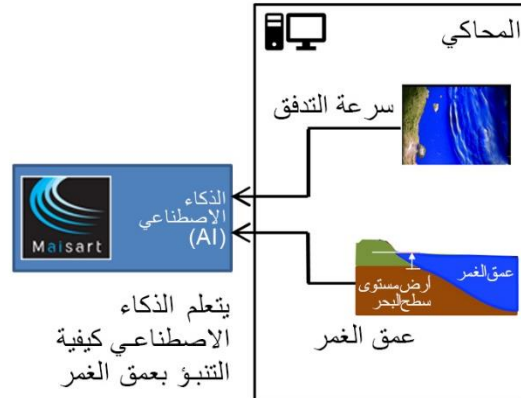 المحاكي
سرعة التدفق
الذكاء
الاصطناعي
(AI)
Maisart
عمق الغمر
أرض،مستوى
سطح البحر
عمق الغمر
يتعلم الذكاء
الاصطناعي كيفية
التنبؤ بعمق الغمر